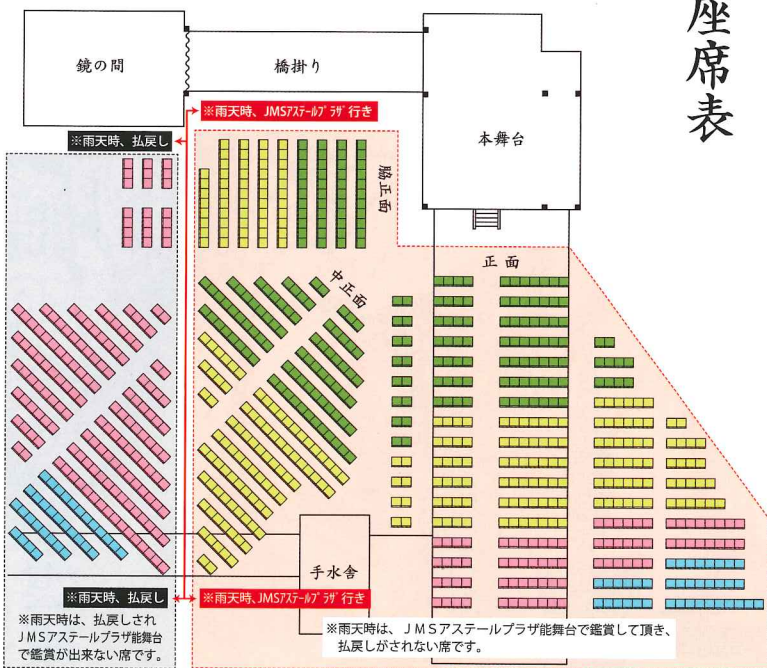 座席表
鏡の間
橋掛り
本舞台
※雨天時、JMSアステールプラザ行き
※雨天時、払戻し
脇正面
正面
中正面
手水舎
※雨天時、払戻し
※雨天時、JMSアステールプラザ行き
※雨天時は、払戻しされ
JMSアステールプラザ能舞台
で鑑賞が出来ない席です。
※雨天時は、JMSアステールプラザ能舞台で鑑賞して頂き、
払戻しがされない席です。